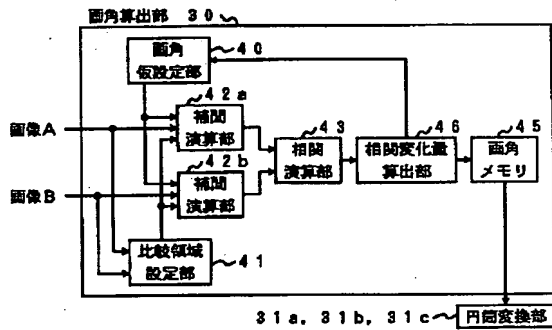 画角算出部 30
画角
仮設定部
40
画像A
42a
補間
演算部
43
相関
演算部
46
相関変化量
算出部
45
画角
メモリ
画像B
42b
補間
演算部
比較領域
設定部
41
31a, 31b, 31c
円筒変換部